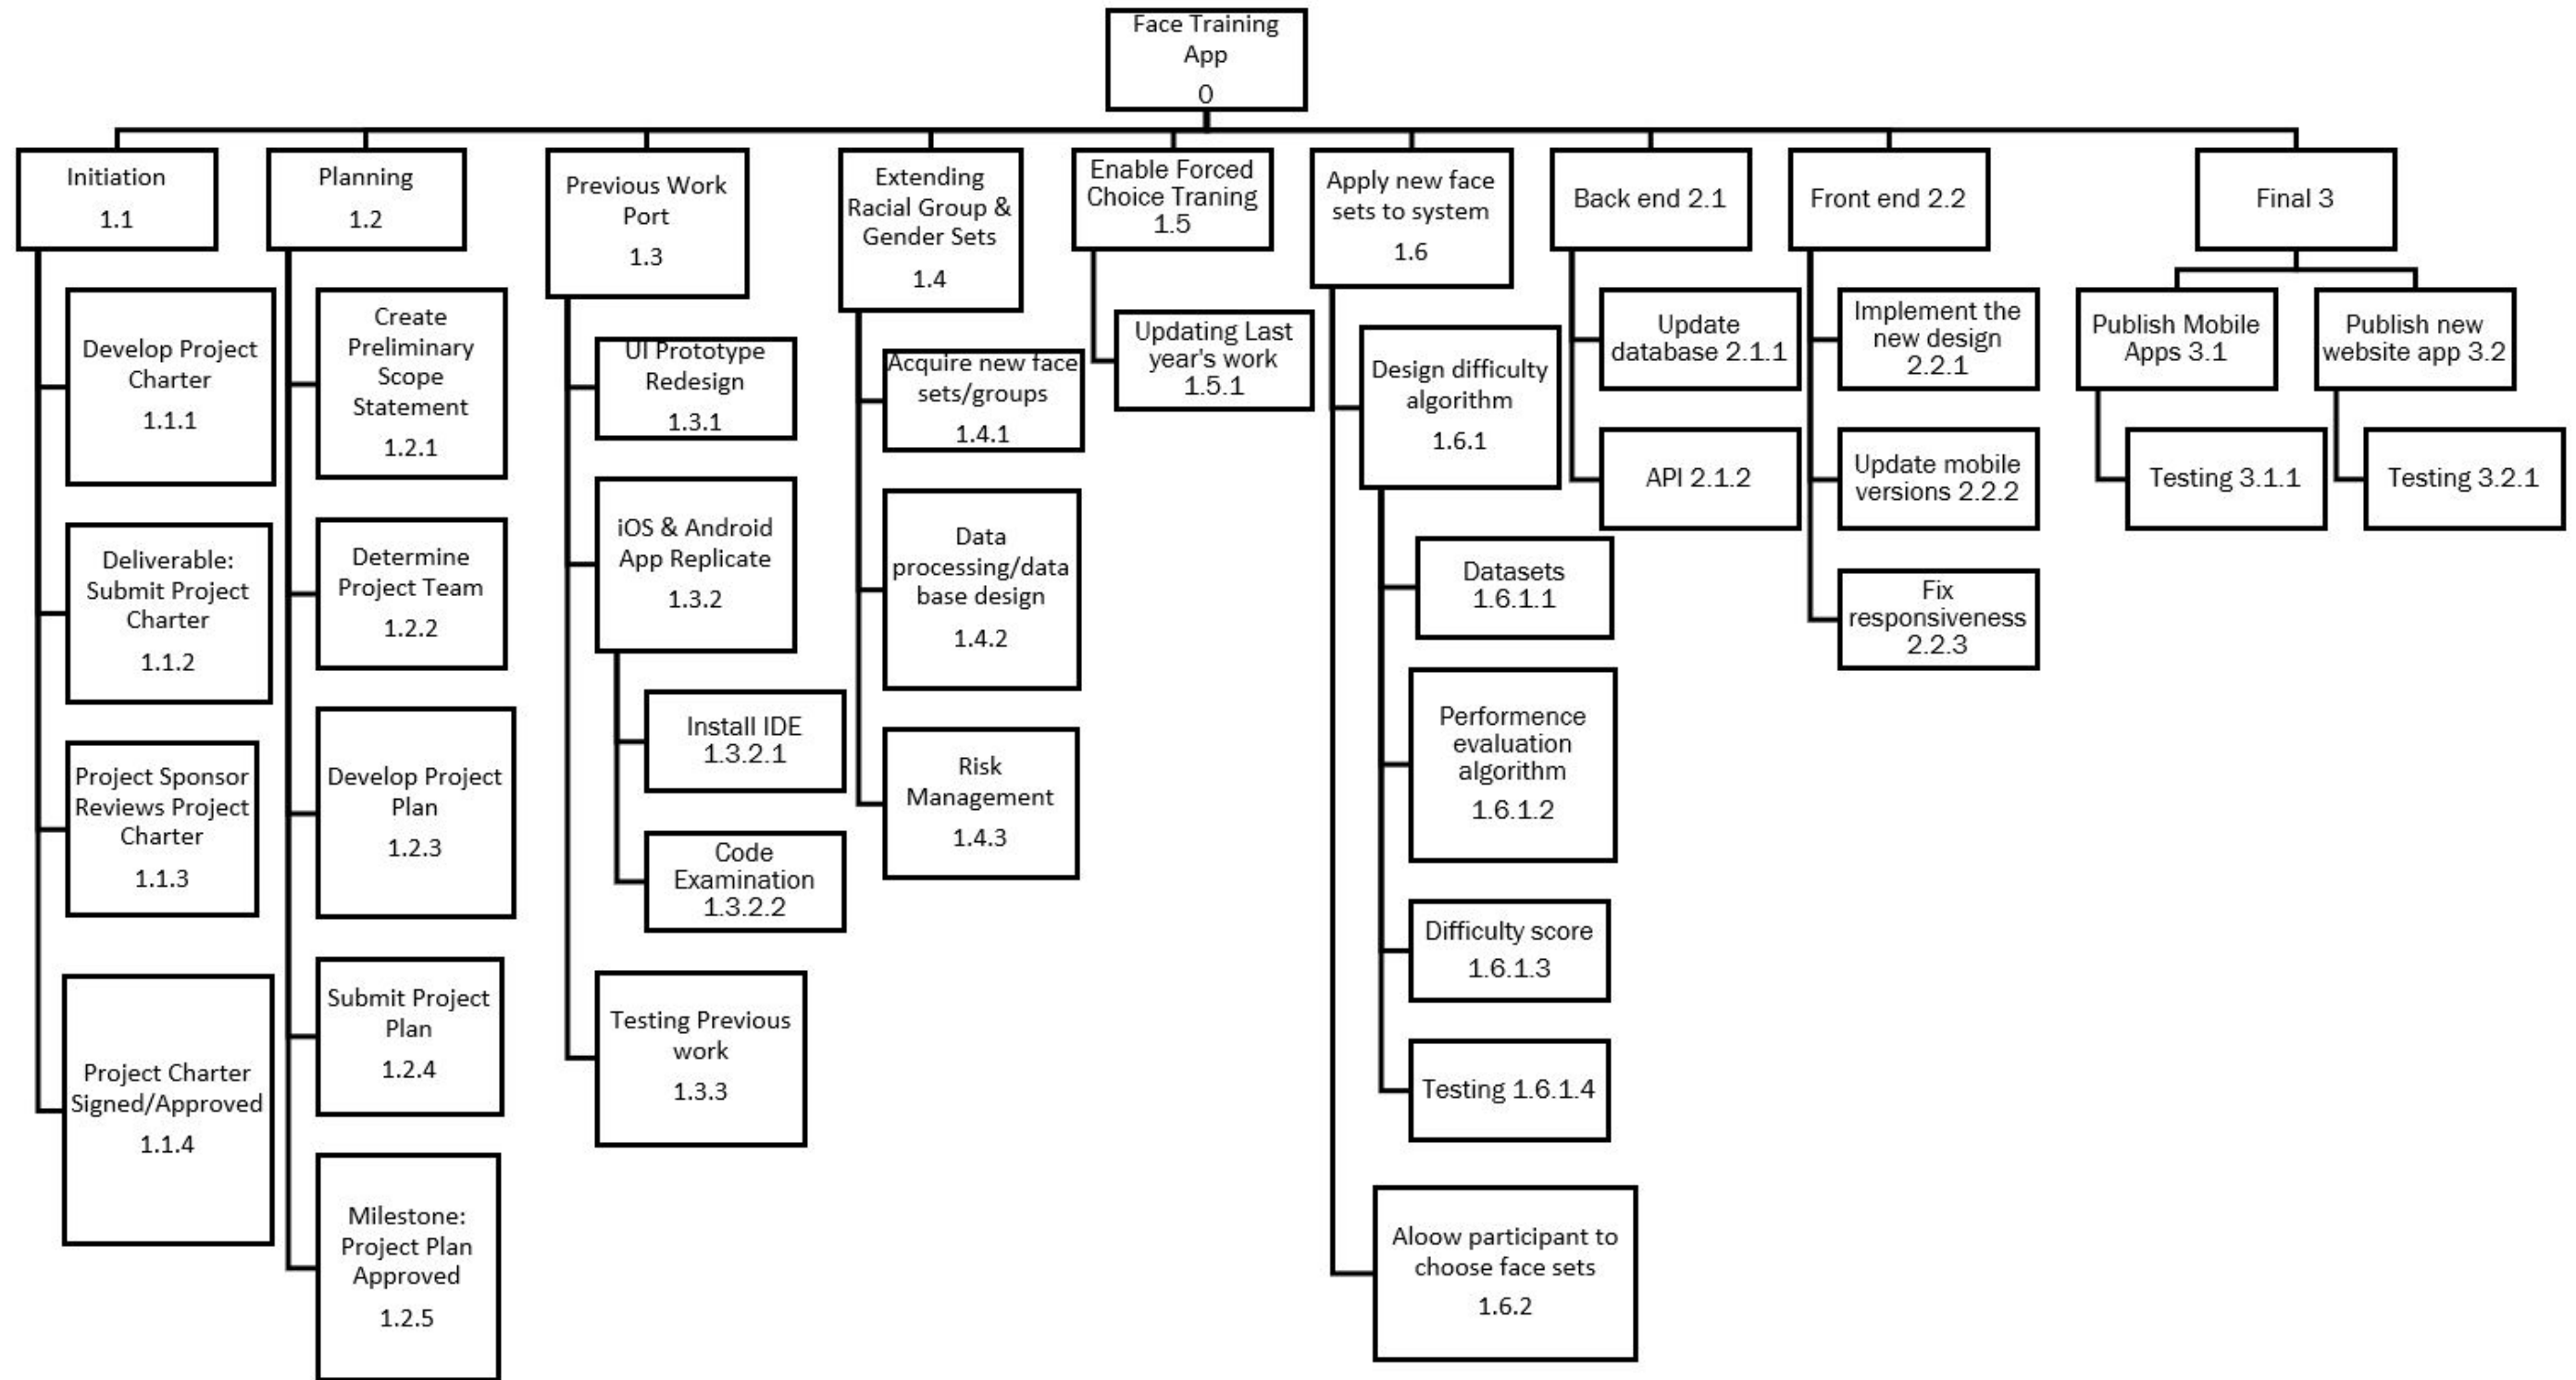 Face Training
App
0
Initiation
1.1
Develop Project
Charter
1.1.1
Deliverable:
Submit Project
Charter
1.1.2
Project Sponsor
Reviews Project
Charter
1.1.3
Project Charter
Signed/Approved
1.1.4
Planning
1.2
Create
Preliminary
Scope
Statement
1.2.1
Determine
Project Team
1.2.2
Develop Project
Plan
1.2.3
Submit Project
Plan
1.2.4
Milestone:
Project Plan
Approved
1.2.5
Previous Work
Port
1.3
UI Prototype
Redesign
1.3.1
iOS & Android
App Replicate
1.3.2
Install IDE
1.3.2.1
Code
Examination
1.3.2.2
Testing Previous
work
1.3.3
Extending
Racial Group &
Gender Sets
1.4
Acquire new face
sets/groups
1.4.1
Data
processing/data
base design
1.4.2
Risk
Management
1.4.3
Enable Forced
Choice Traning
1.5
Updating Last
year's work
1.5.1
Apply new face
sets to system
1.6
Design difficulty
algorithm
1.6.1
Datasets
1.6.1.1
Performence
evaluation
algorithm
1.6.1.2
Difficulty score
1.6.1.3
Testing 1.6.1.4
Aloow participant to
choose face sets
1.6.2
Back end 2.1
Update
database 2.1.1
API 2.1.2
Front end 2.2
Implement the
new design
2.2.1
Update mobile
versions 2.2.2
Fix
responsiveness
2.2.3
Final 3
Publish Mobile
Apps 3.1
Testing 3.1.1
Publish new
website app 3.2
Testing 3.2.1